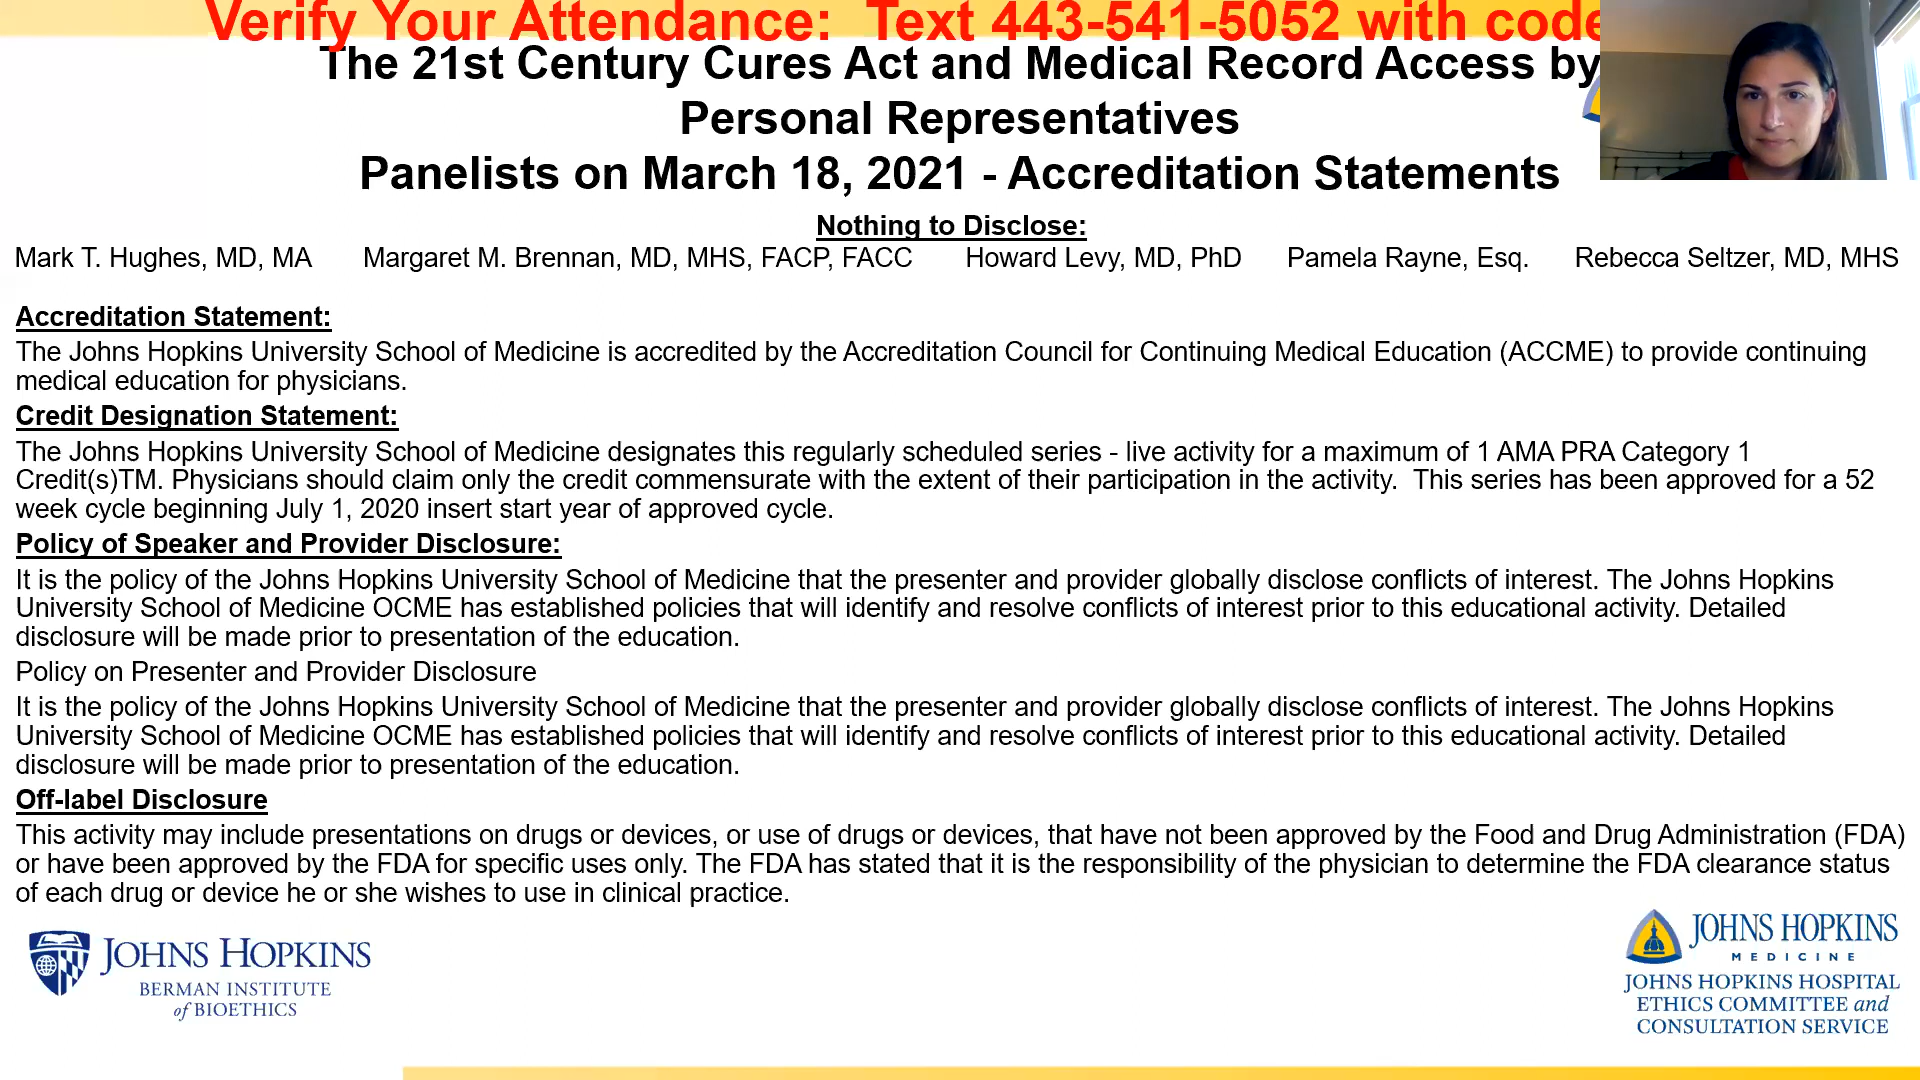 Verify Your Attendance:  Text 443-541-5052 with code
The 21st Century Cures Act and Medical Record Access by
Personal Representatives
Panelists on March 18, 2021 - Accreditation Statements
Nothing to Disclose:
Mark T. Hughes, MD, MA Margaret M. Brennan, MD, MHS, FACP, FACC Howard Levy, MD, PhD Pamela Rayne, Esq. Rebecca Seltzer, MD, MHS
Accreditation Statement:
The Johns Hopkins University School of Medicine is accredited by the Accreditation Council for Continuing Medical Education (ACCME) to provide continuing
medical education for physicians.
Credit Designation Statement:
The Johns Hopkins University School of Medicine designates this regularly scheduled series - live activity for a maximum of 1 AMA PRA Category 1
Credit(s)TM. Physicians should claim only the credit commensurate with the extent of their participation in the activity.  This series has been approved for a 52
week cycle beginning July 1, 2020 insert start year of approved cycle.
Policy of Speaker and Provider Disclosure:
It is the policy of the Johns Hopkins University School of Medicine that the presenter and provider globally disclose conflicts of interest. The Johns Hopkins
University School of Medicine OCME has established policies that will identify and resolve conflicts of interest prior to this educational activity. Detailed
disclosure will be made prior to presentation of the education.
Policy on Presenter and Provider Disclosure
It is the policy of the Johns Hopkins University School of Medicine that the presenter and provider globally disclose conflicts of interest. The Johns Hopkins
University School of Medicine OCME has established policies that will identify and resolve conflicts of interest prior to this educational activity. Detailed
disclosure will be made prior to presentation of the education.
Off-label Disclosure
This activity may include presentations on drugs or devices, or use of drugs or devices, that have not been approved by the Food and Drug Administration (FDA)
or have been approved by the FDA for specific uses only. The FDA has stated that it is the responsibility of the physician to determine the FDA clearance status
of each drug or device he or she wishes to use in clinical practice.
JOHNS HOPKINS
BERMAN INSTITUTE
of BIOETHICS
JOHNS HOPKINS
MEDICINE
JOHNS HOPKINS HOSPITAL
ETHICS COMMITTEE and
CONSULTATION SERVICE